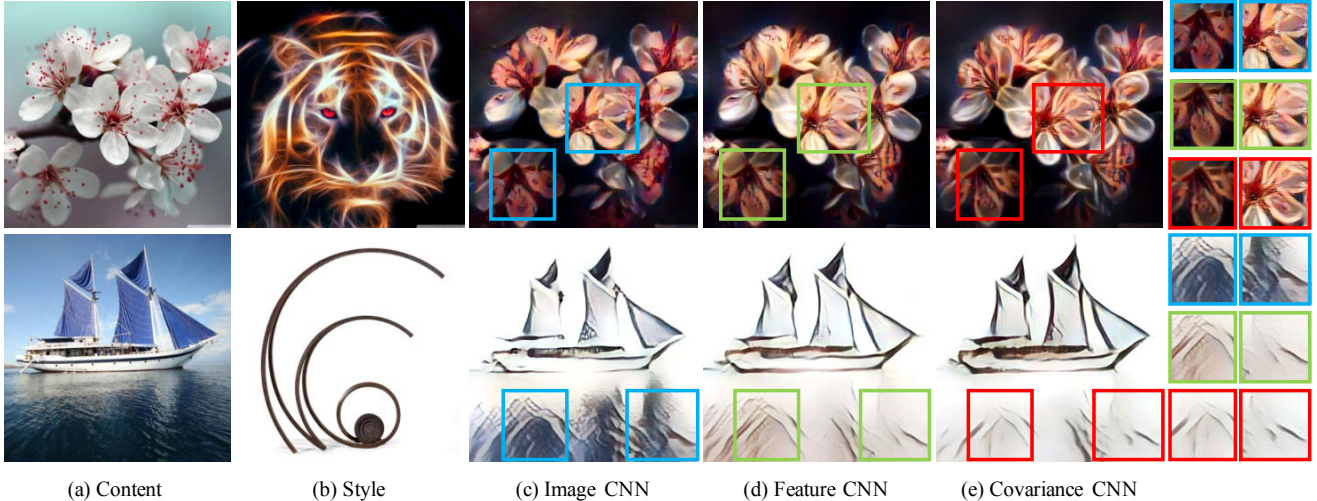 (a) Content
(b) Style
(c) Image CNN
(d) Feature CNN
(e) Covariance CNN